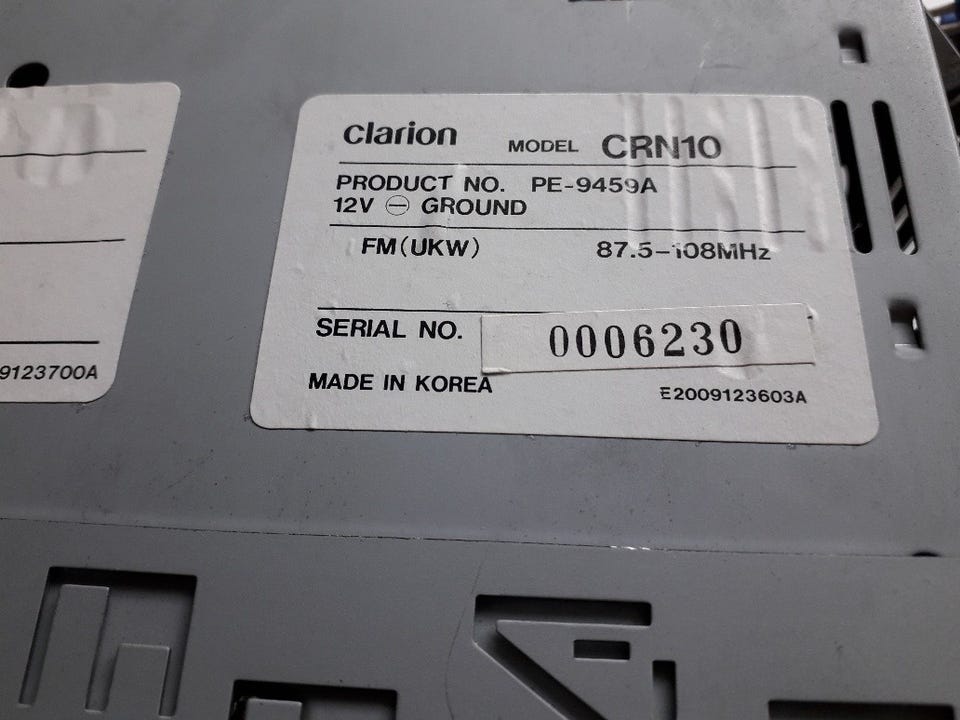 clarion MODEL CRN10
PRODUCT NO. PE-9459A
12V ⊖ GROUND
FM(UKW) 87.5-108MHz
SERIAL NO. 0006230
MADE IN KOREA E2009123603A
9123700A